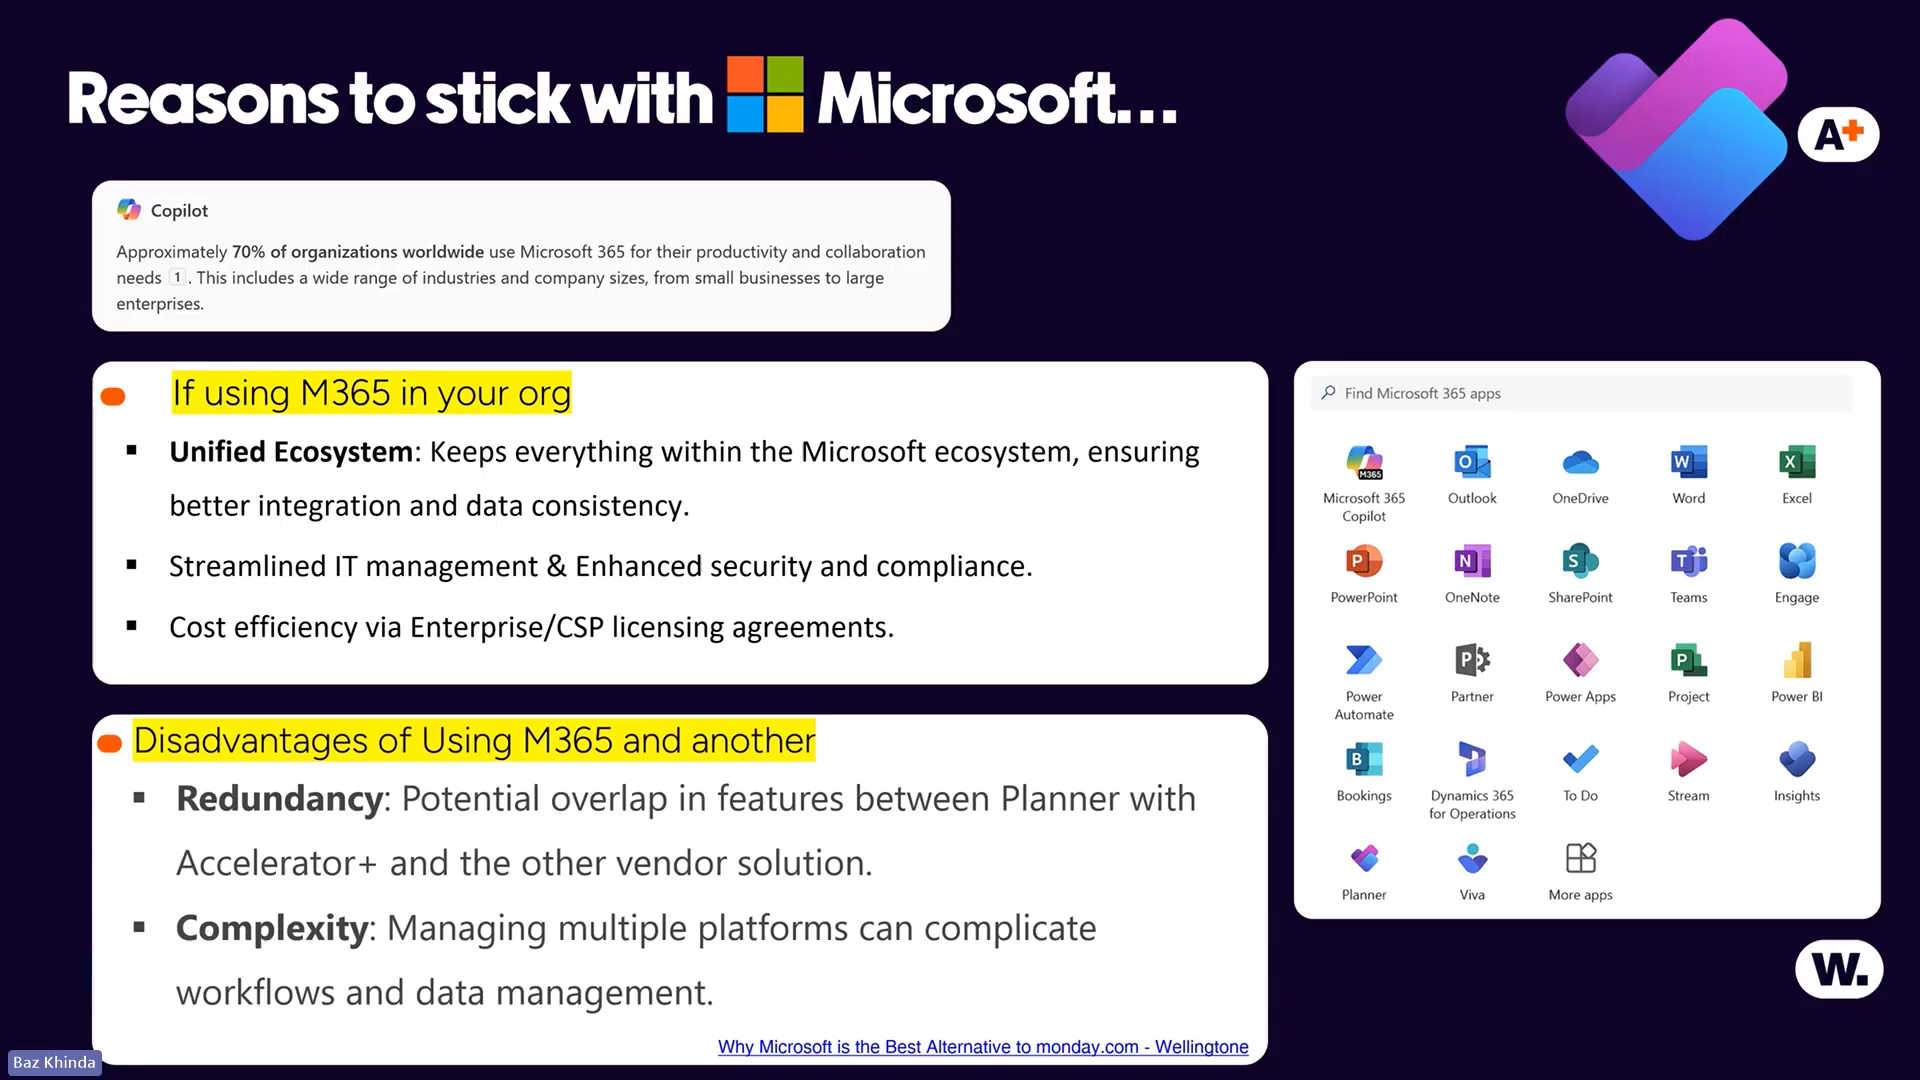 Reasons to stick with Microsoft...
A+
Copilot
Approximately 70% of organizations worldwide use Microsoft 365 for their productivity and collaboration
needs 1. This includes a wide range of industries and company sizes, from small businesses to large
enterprises.
If using M365 in your org
▪ Unified Ecosystem: Keeps everything within the Microsoft ecosystem, ensuring
better integration and data consistency.
▪ Streamlined IT management & Enhanced security and compliance.
▪ Cost efficiency via Enterprise/CSP licensing agreements.
Disadvantages of Using M365 and another
▪ Redundancy: Potential overlap in features between Planner with
Accelerator+ and the other vendor solution.
▪ Complexity: Managing multiple platforms can complicate
workflows and data management.
Why Microsoft is the Best Alternative to monday.com - Wellingtone
Find Microsoft 365 apps
M365
O W X
Microsoft 365 Outlook OneDrive Word Excel
Copilot
P N S T
PowerPoint OneNote SharePoint Teams Engage
P P
Power Partner Power Apps Project Power BI
Automate
B
Bookings Dynamics 365 To Do Stream Insights
for Operations
Planner Viva More apps
W.
Baz Khinda